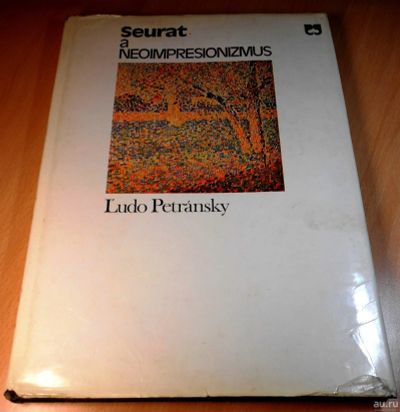 Seurat
a
NEOIMPRESIONIZMUS
Ľudo Petránsky
au.ru